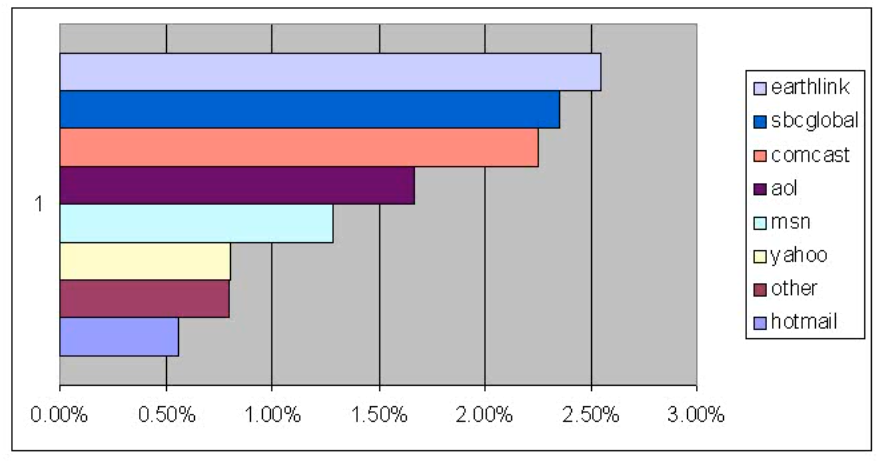 earthlink
sbcglobal
comcast
aol
msn
yahoo
other
hotmail
1
0.00% 0.50% 1.00% 1.50% 2.00% 2.50% 3.00%